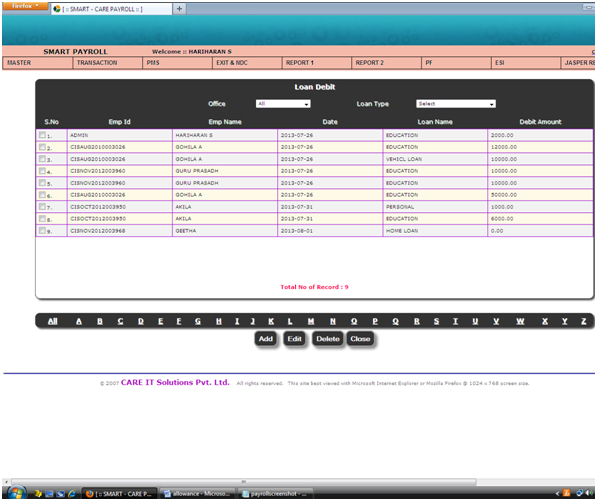 Firefox
[ :: SMART - CARE PAYROLL :: ] +
SMART PAYROLL Welcome :: HARIHARAN S
MASTER TRANSACTION PMS EXIT & NDC REPORT 1 REPORT 2 PF ESI JASPER RE
Loan Debit
Office All Loan Type Select
S.No Emp Id Emp Name Date Loan Name Debit Amount
1. ADMIN HARIHARAN S 2013-07-26 EDUCATION 2000.00
2. CISAUG2010003026 GOHILA A 2013-07-26 EDUCATION 12000.00
3. CISAUG2010003026 GOHILA A 2013-07-26 VEHICL LOAN 10000.00
4. CISNOV2012003960 GURU PRASADH 2013-07-26 EDUCATION 10000.00
5. CISNOV2012003960 GURU PRASADH 2013-07-26 EDUCATION 10000.00
6. CISAUG2010003026 GOHILA A 2013-07-26 EDUCATION 50000.00
7. CISOCT2012003950 AKILA 2013-07-31 PERSONAL 1000.00
8. CISOCT2012003950 AKILA 2013-07-31 EDUCATION 6000.00
9. CISNOV2012003968 GEETHA 2013-08-01 HOME LOAN 0.00
Total No of Record : 9
All A B C D E F G H I J K L M N O P Q R S T U V W X Y Z
Add Edit Delete Close
© 2007 CARE IT Solutions Pvt. Ltd. All rights reserved. This site best viewed with Microsoft Internet Explorer or Mozilla Firefox @ 1024 x 768 screen size.
[ :: SMART - CARE P... allowance - Microso... payrollscreenshot - ...